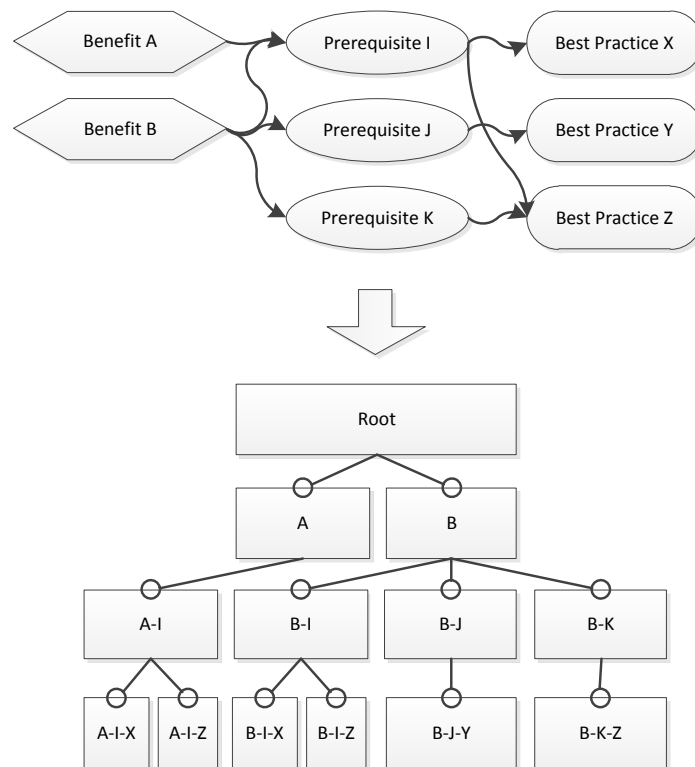 Benefit A
Prerequisite I
Best Practice X
Benefit B
Prerequisite J
Best Practice Y
Prerequisite K
Best Practice Z
Root
A
B
A-I
B-I
B-J
B-K
A-I-X
A-I-Z
B-I-X
B-I-Z
B-J-Y
B-K-Z